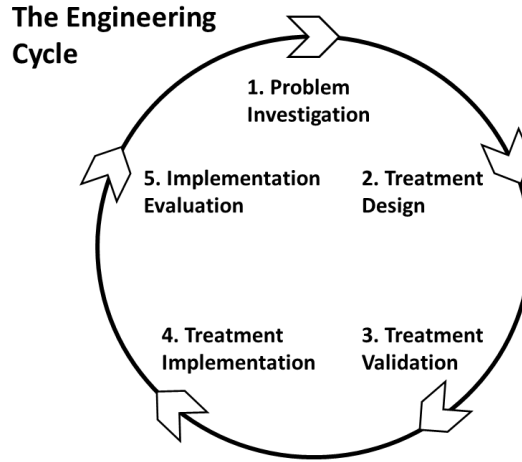 The Engineering
Cycle
1. Problem
Investigation
5. Implementation
Evaluation
2. Treatment
Design
4. Treatment
Implementation
3. Treatment
Validation